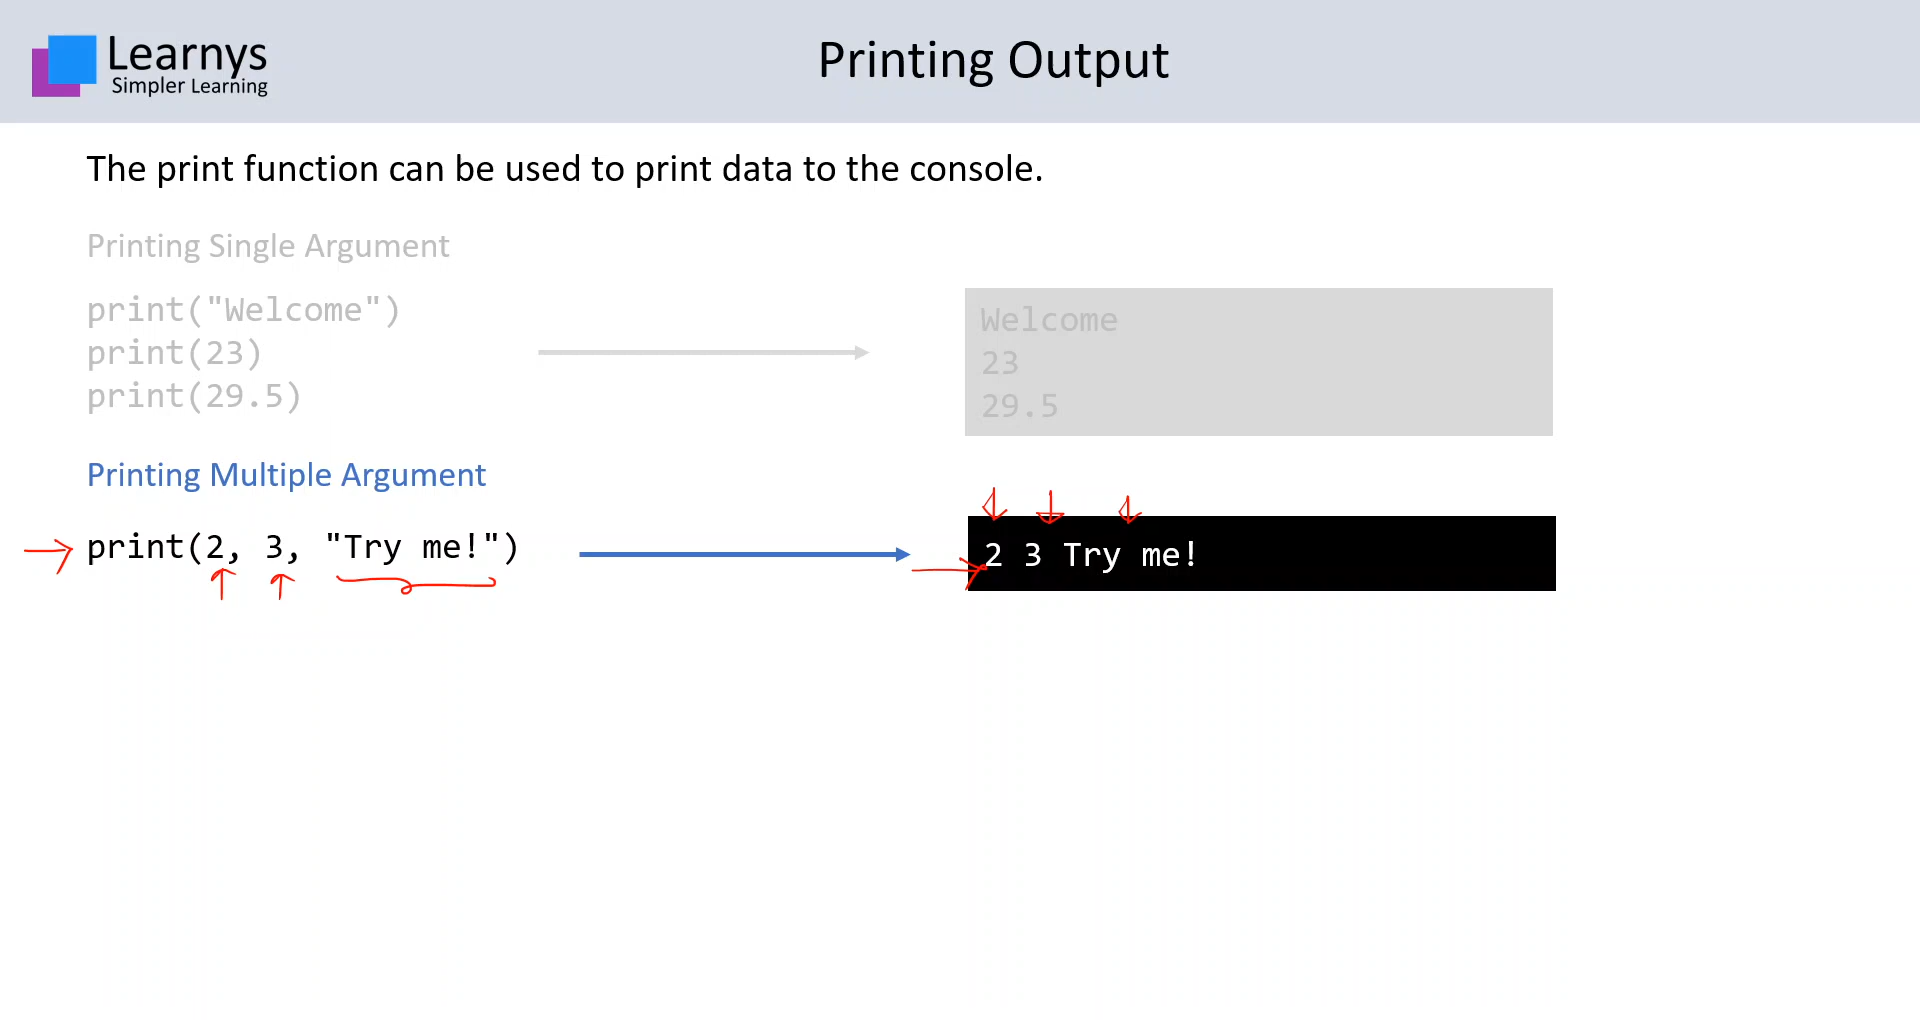 Learnys
Simpler Learning
Printing Output
The print function can be used to print data to the console.
Printing Single Argument
print("Welcome")
print(23)
print(29.5)
Welcome
23
29.5
Printing Multiple Argument
print(2, 3, "Try me!")
2 3 Try me!